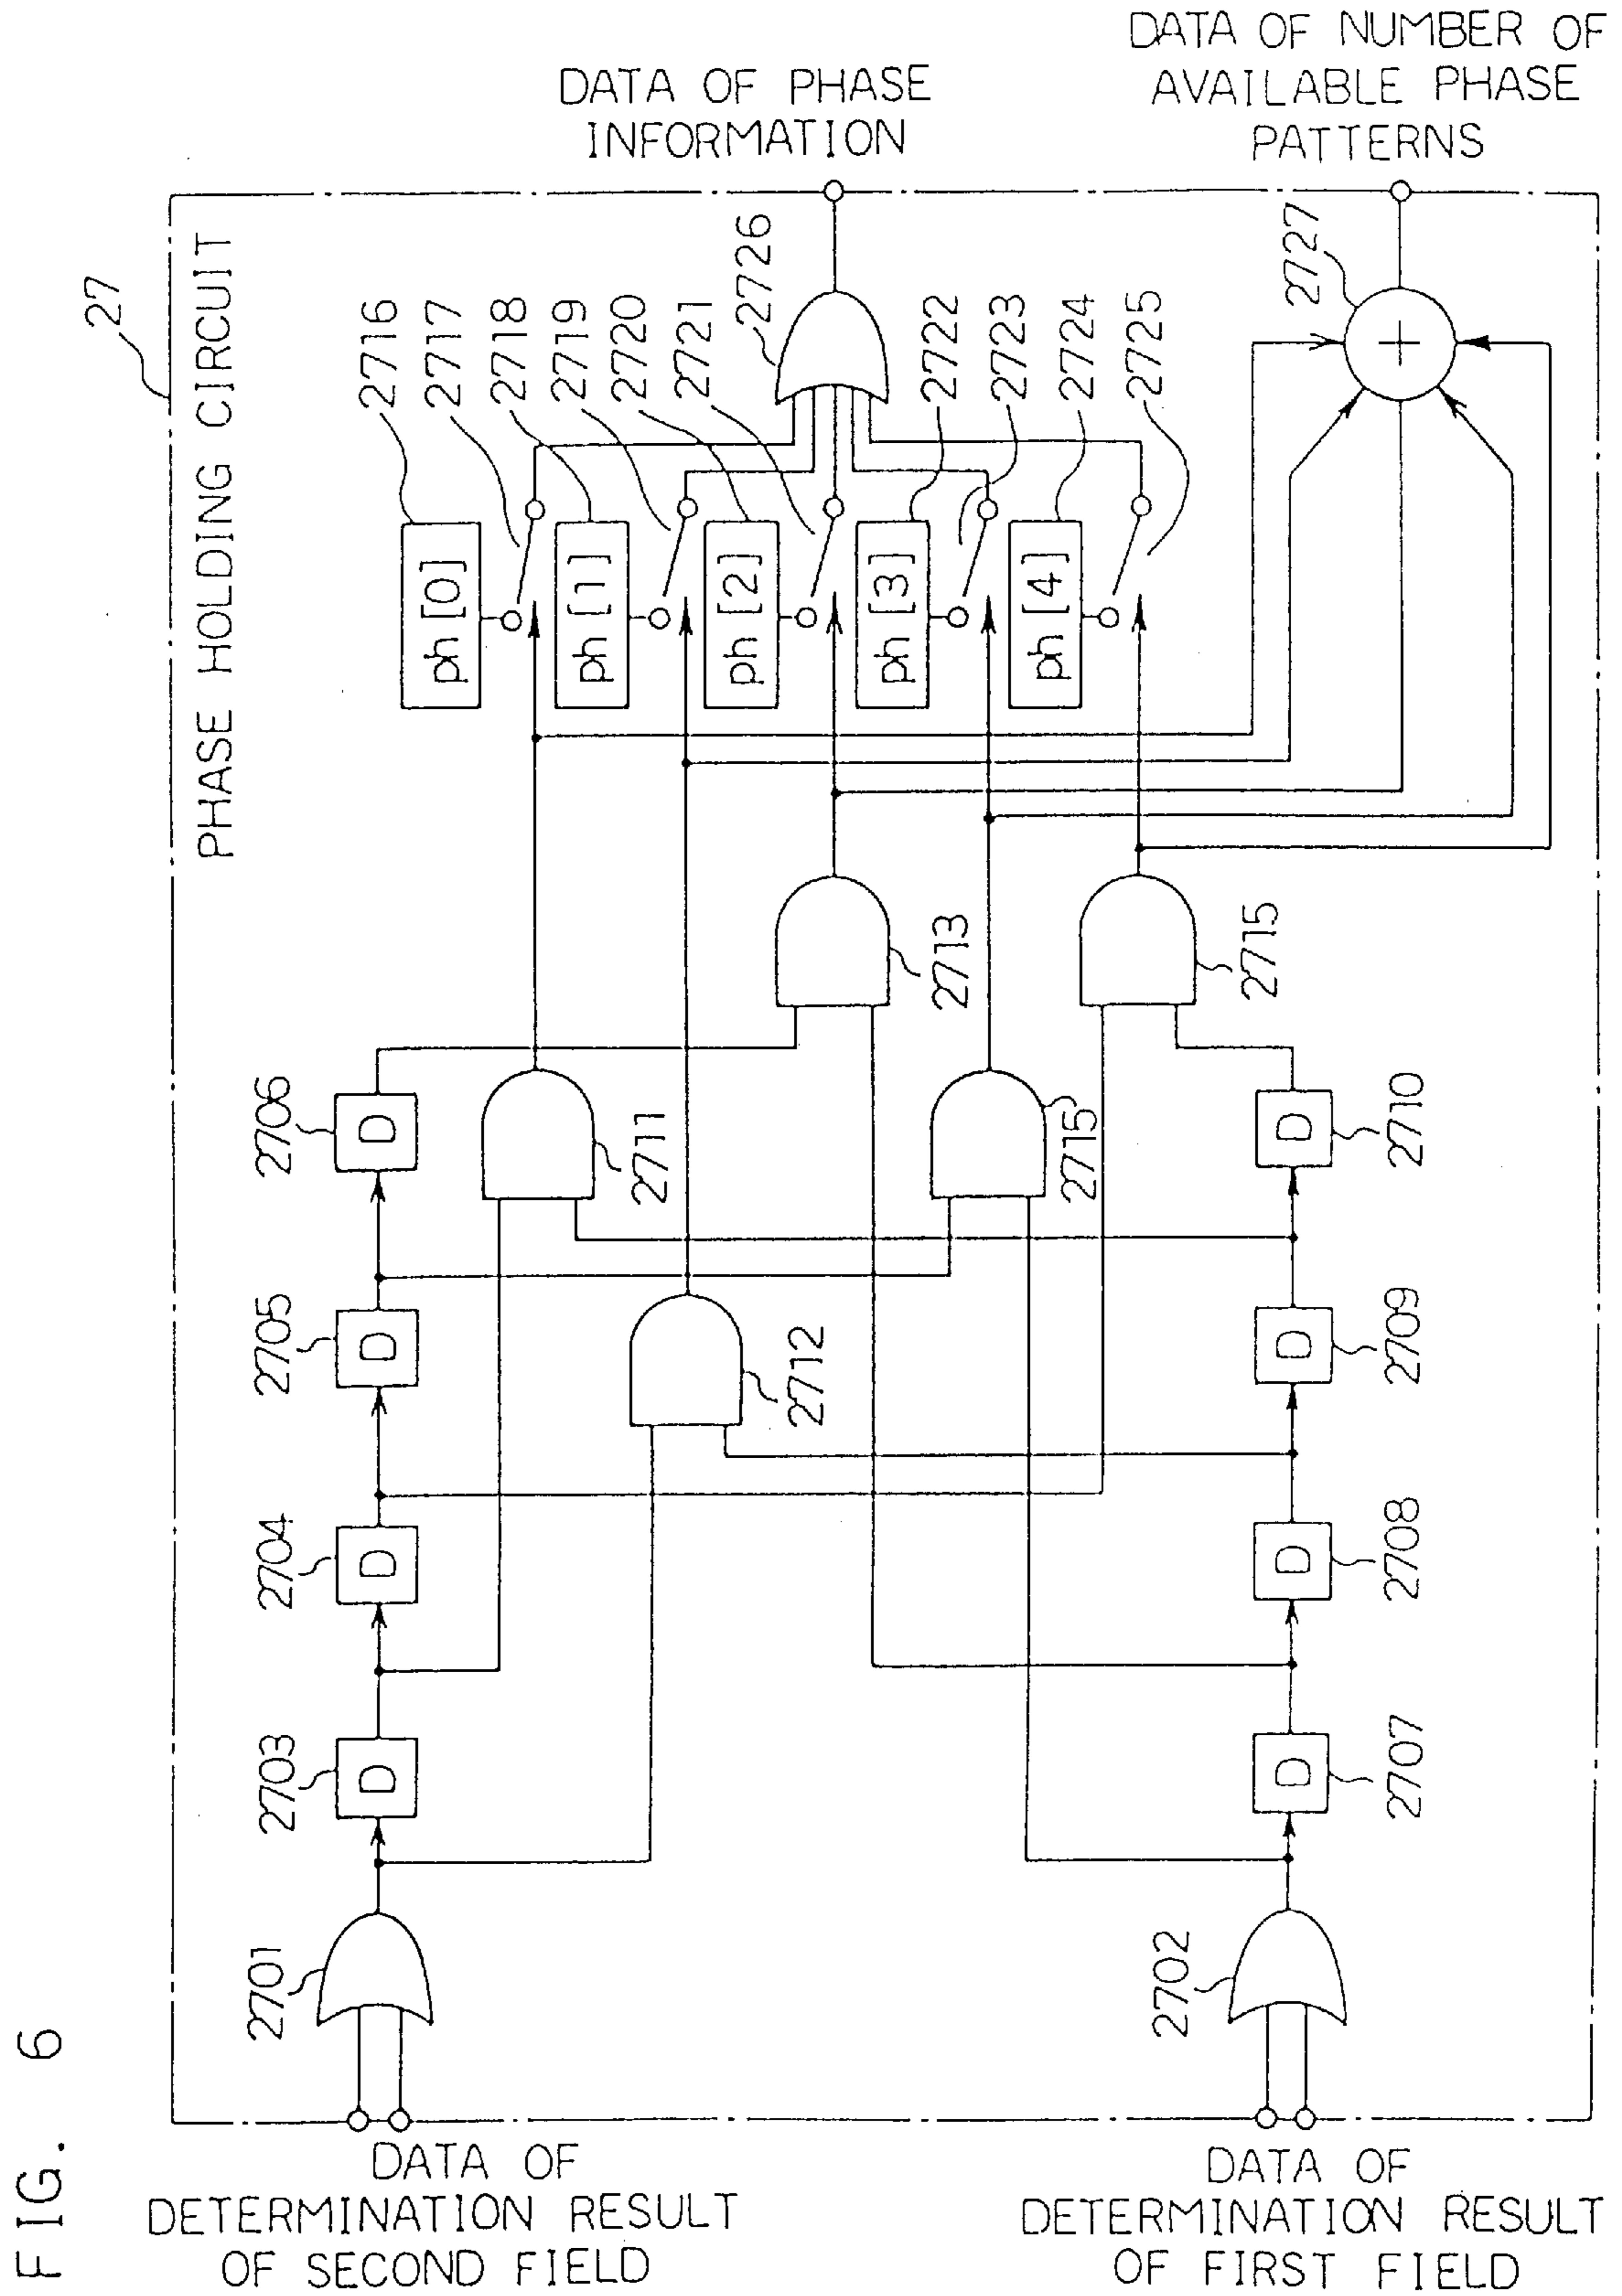 FIG. 6
27
PHASE HOLDING CIRCUIT
DATA OF PHASE
INFORMATION
DATA OF NUMBER OF
AVAILABLE PHASE
PATTERNS
2716
2717
2718
2719
2720
2721
2726
2722
2723
2724
2725
2727
ph [0]
ph [1]
ph [2]
ph [3]
ph [4]
2713
2715
2706
D
2711
2715
D
2710
2705
D
2712
D
2709
2704
D
D
2708
2703
D
D
2707
2701
2702
DATA OF
DETERMINATION RESULT
OF SECOND FIELD
DATA OF
DETERMINATION RESULT
OF FIRST FIELD